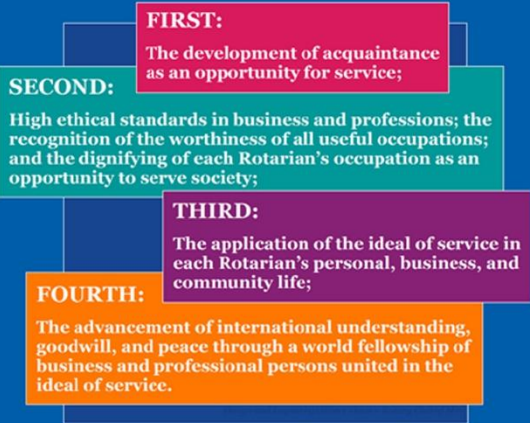 FIRST:
The development of acquaintance
as an opportunity for service;
SECOND:
High ethical standards in business and professions; the
recognition of the worthiness of all useful occupations;
and the dignifying of each Rotarian's occupation as an
opportunity to serve society;
THIRD:
The application of the ideal of service in
each Rotarian's personal, business, and
community life;
FOURTH:
The advancement of international understanding,
goodwill, and peace through a world fellowship of
business and professional persons united in the
ideal of service.